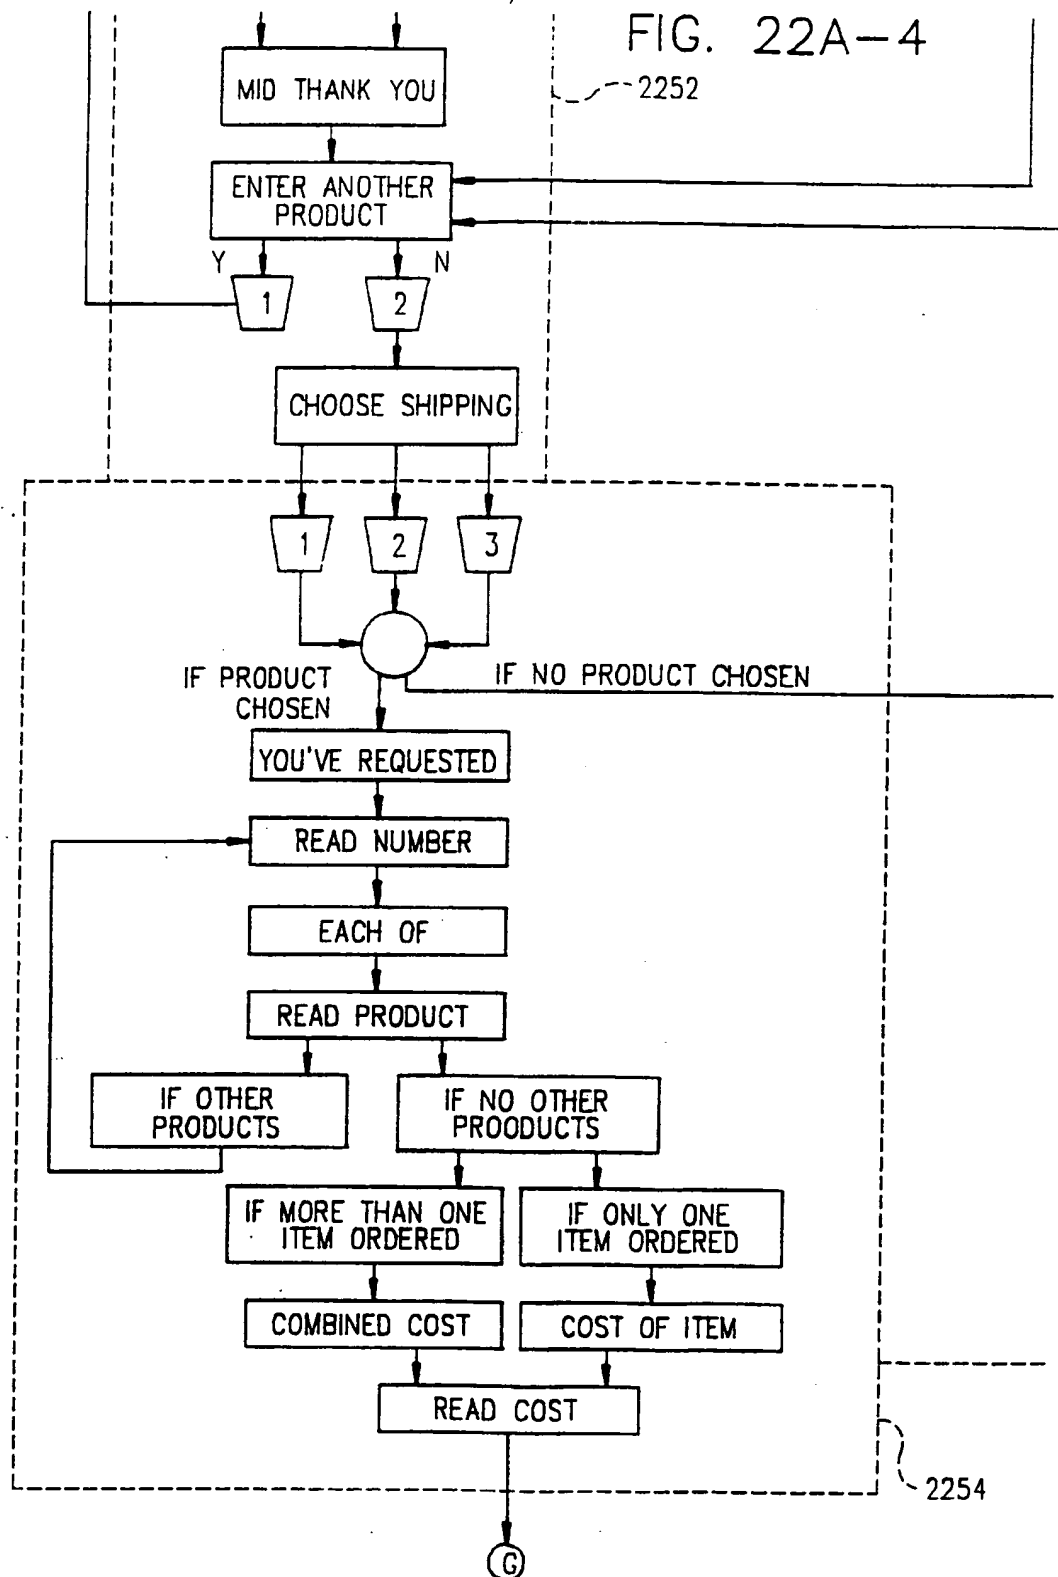 FIG. 22A-4
2252
MID THANK YOU
ENTER ANOTHER
PRODUCT
Y
N
1
2
CHOOSE SHIPPING
1
2
3
IF PRODUCT
CHOSEN
IF NO PRODUCT CHOSEN
YOU'VE REQUESTED
READ NUMBER
EACH OF
READ PRODUCT
IF OTHER
PRODUCTS
IF NO OTHER
PROODUCTS
IF MORE THAN ONE
ITEM ORDERED
IF ONLY ONE
ITEM ORDERED
COMBINED COST
COST OF ITEM
READ COST
2254
G